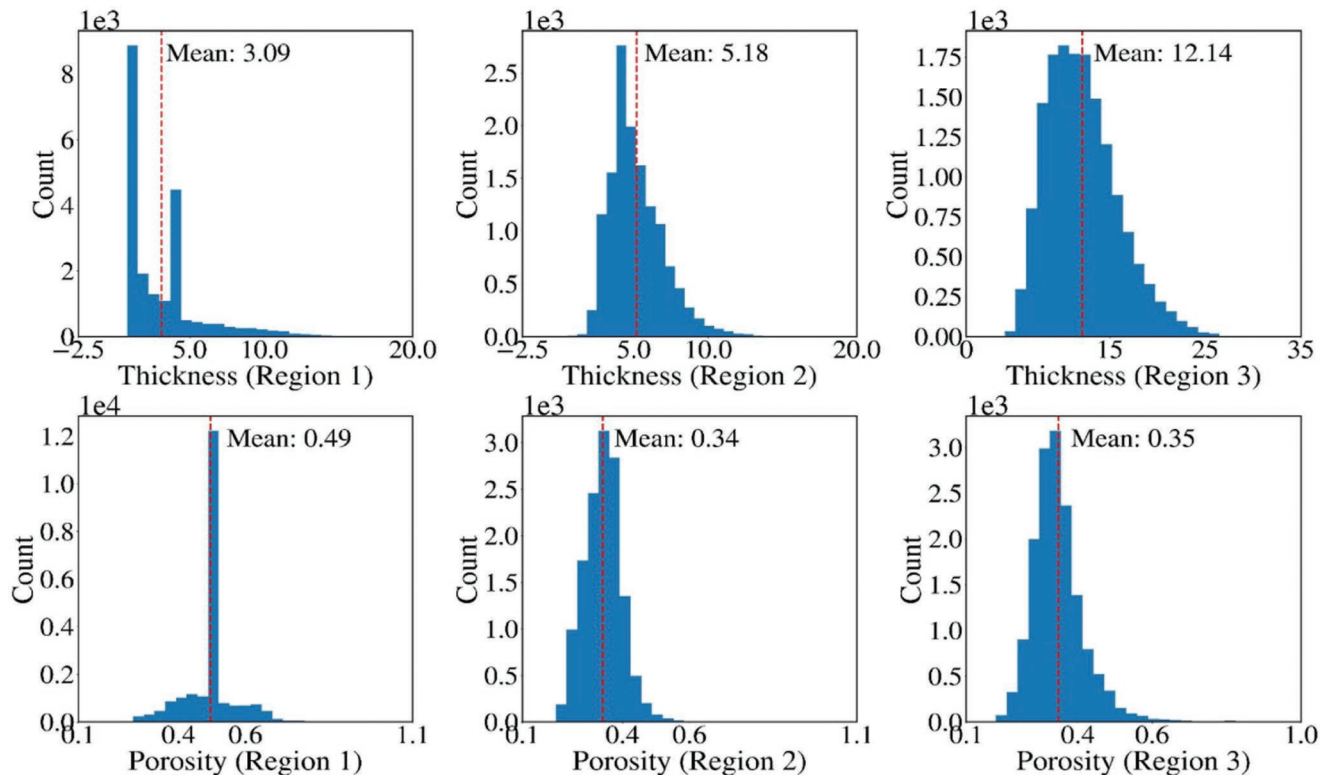 1e3
Mean: 3.09
8
6
4
2
0
Count
-2.5 5.0 10.0 20.0
Thickness (Region 1)
1e3
Mean: 5.18
2.5
2.0
1.5
1.0
0.5
0.0
Count
-2.5 5.0 10.0 20.0
Thickness (Region 2)
1e3
Mean: 12.14
1.75
1.50
1.25
1.00
0.75
0.50
0.25
0.00
Count
0 15 25 35
Thickness (Region 3)
1e4
Mean: 0.49
1.2
1.0
0.8
0.6
0.4
0.2
0.0
Count
0.1 0.4 0.6 1.1
Porosity (Region 1)
1e3
Mean: 0.34
3.0
2.5
2.0
1.5
1.0
0.5
0.0
Count
0.1 0.4 0.6 1.1
Porosity (Region 2)
1e3
Mean: 0.35
3.0
2.5
2.0
1.5
1.0
0.5
0.0
Count
0.1 0.4 0.6 1.0
Porosity (Region 3)